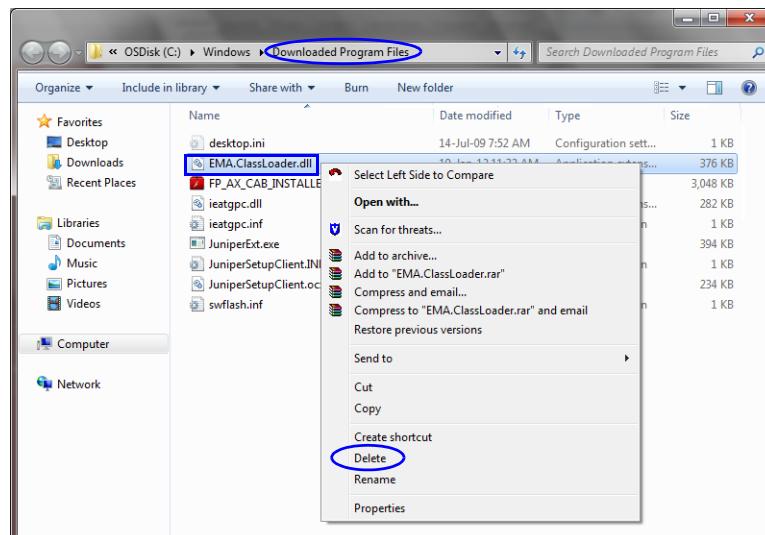 « OSDisk (C:) ▸ Windows ▸ Downloaded Program Files
Search Downloaded Program Files
Organize
Include in library
Share with
Burn
New folder
Favorites
Desktop
Downloads
Recent Places
Libraries
Documents
Music
Pictures
Videos
Computer
Network
Name Date modified Type Size
desktop.ini 14-Jul-09 7:52 AM Configuration sett... 1 KB
EMA.ClassLoader.dll 376 KB
FP_AX_CAB_INSTALLE 3,048 KB
ieatgpc.dll 282 KB
ieatgpc.inf 1 KB
JuniperExt.exe 394 KB
JuniperSetupClient.INI 1 KB
JuniperSetupClient.oc 234 KB
swflash.inf 1 KB
Select Left Side to Compare
Open with...
Scan for threats...
Add to archive...
Add to "EMA.ClassLoader.rar"
Compress and email...
Compress to "EMA.ClassLoader.rar" and email
Restore previous versions
Send to
Cut
Copy
Create shortcut
Delete
Rename
Properties